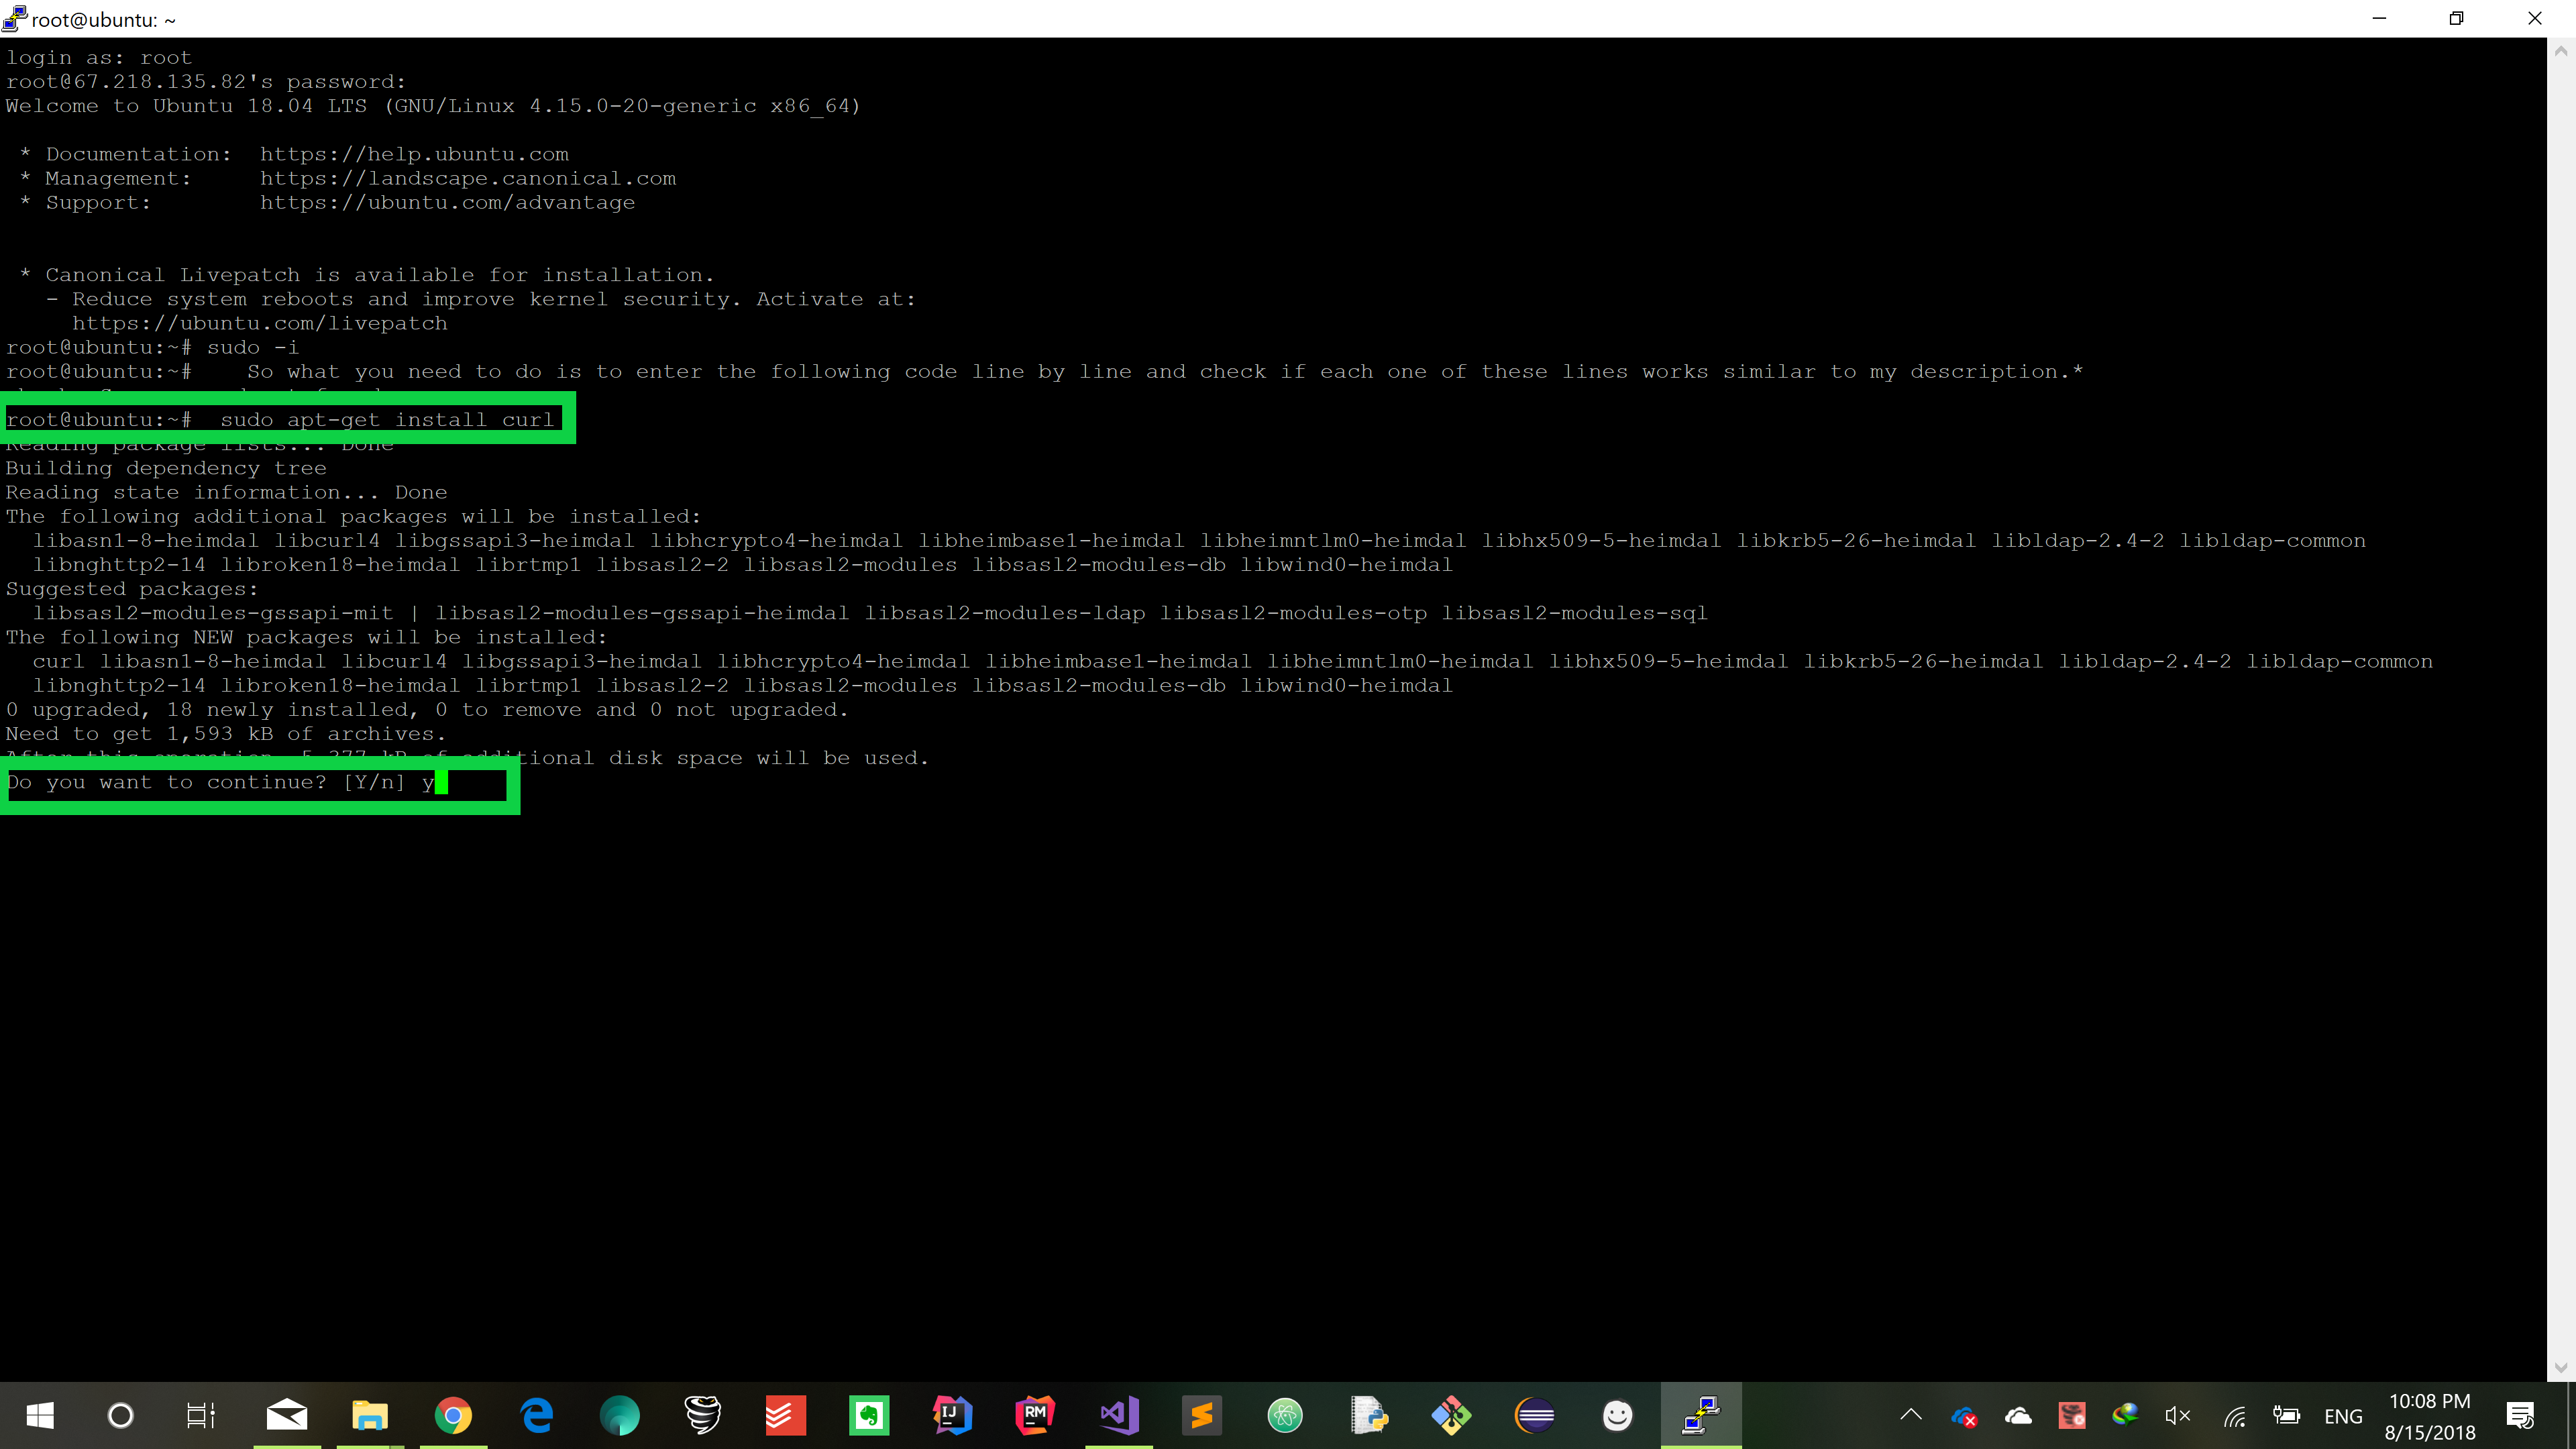 root@ubuntu: ~
login as: root
root@67.218.135.82's password:
Welcome to Ubuntu 18.04 LTS (GNU/Linux 4.15.0-20-generic x86_64)
* Documentation: https://help.ubuntu.com
* Management: https://landscape.canonical.com
* Support: https://ubuntu.com/advantage
* Canonical Livepatch is available for installation.
- Reduce system reboots and improve kernel security. Activate at:
https://ubuntu.com/livepatch
root@ubuntu:~# sudo -i
root@ubuntu:~# So what you need to do is to enter the following code line by line and check if each one of these lines works similar to my description.*
root@ubuntu:~# sudo apt-get install curl
Reading package lists... Done
Building dependency tree
Reading state information... Done
The following additional packages will be installed:
libasn1-8-heimdal libcurl4 libgssapi3-heimdal libhcrypto4-heimdal libheimbase1-heimdal libheimntlm0-heimdal libhx509-5-heimdal libkrb5-26-heimdal libldap-2.4-2 libldap-common
libnghttp2-14 libroken18-heimdal librtmp1 libsasl2-2 libsasl2-modules libsasl2-modules-db libwind0-heimdal
Suggested packages:
libsasl2-modules-gssapi-mit | libsasl2-modules-gssapi-heimdal libsasl2-modules-ldap libsasl2-modules-otp libsasl2-modules-sql
The following NEW packages will be installed:
curl libasn1-8-heimdal libcurl4 libgssapi3-heimdal libhcrypto4-heimdal libheimbase1-heimdal libheimntlm0-heimdal libhx509-5-heimdal libkrb5-26-heimdal libldap-2.4-2 libldap-common
libnghttp2-14 libroken18-heimdal librtmp1 libsasl2-2 libsasl2-modules libsasl2-modules-db libwind0-heimdal
0 upgraded, 18 newly installed, 0 to remove and 0 not upgraded.
Need to get 1,593 kB of archives.
After this operation, 5,377 kB of additional disk space will be used.
Do you want to continue? [Y/n] y
IJ
RM
ENG
10:08 PM
8/15/2018